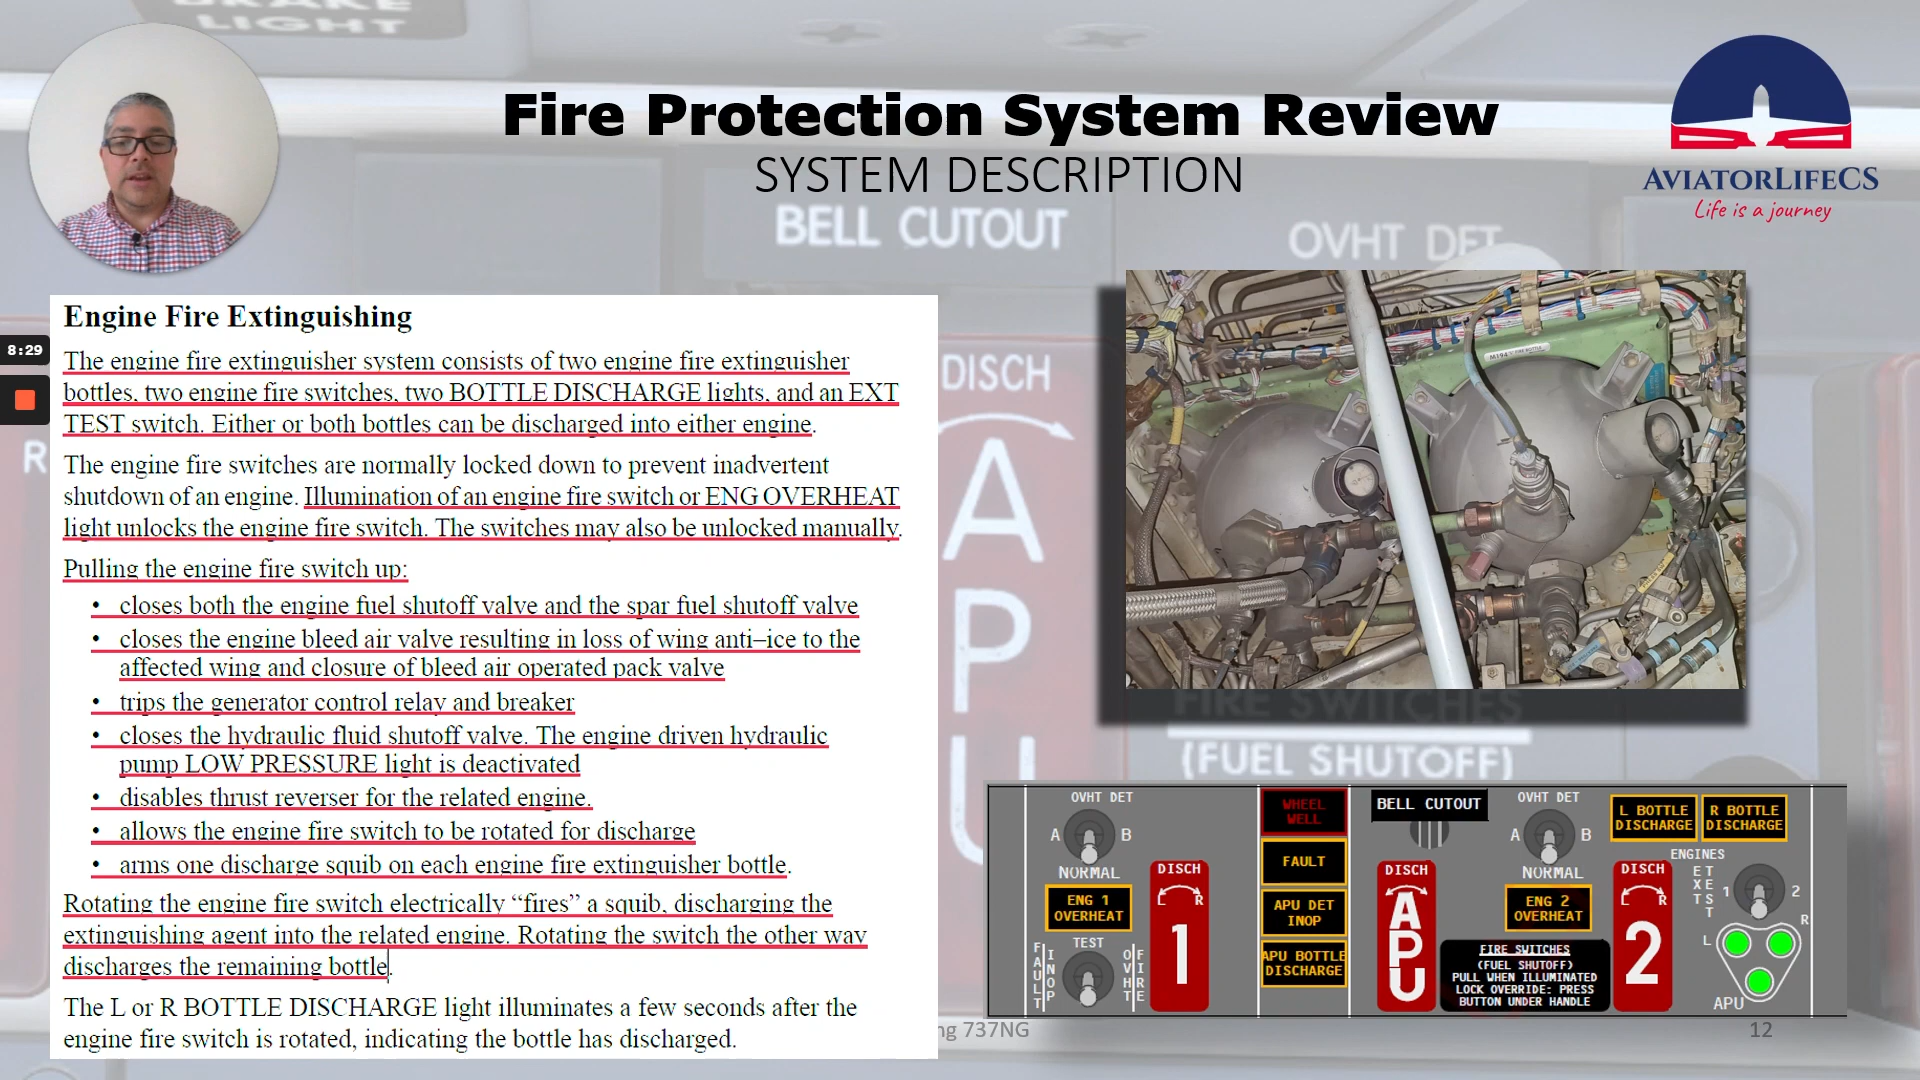 BRAKE
LIGHT
Fire Protection System Review
SYSTEM DESCRIPTION
AVIATORLIFECS
Life is a journey
BELL CUTOUT
OVHT DET
8:29
R
Engine Fire Extinguishing
The engine fire extinguisher system consists of two engine fire extinguisher
bottles, two engine fire switches, two BOTTLE DISCHARGE lights, and an EXT
TEST switch. Either or both bottles can be discharged into either engine.
The engine fire switches are normally locked down to prevent inadvertent
shutdown of an engine. Illumination of an engine fire switch or ENG OVERHEAT
light unlocks the engine fire switch. The switches may also be unlocked manually.
Pulling the engine fire switch up:
• closes both the engine fuel shutoff valve and the spar fuel shutoff valve
• closes the engine bleed air valve resulting in loss of wing anti–ice to the
affected wing and closure of bleed air operated pack valve
• trips the generator control relay and breaker
• closes the hydraulic fluid shutoff valve. The engine driven hydraulic
pump LOW PRESSURE light is deactivated
• disables thrust reverser for the related engine.
• allows the engine fire switch to be rotated for discharge
• arms one discharge squib on each engine fire extinguisher bottle.
Rotating the engine fire switch electrically “fires” a squib, discharging the
extinguishing agent into the related engine. Rotating the switch the other way
discharges the remaining bottle.
The L or R BOTTLE DISCHARGE light illuminates a few seconds after the
engine fire switch is rotated, indicating the bottle has discharged.
DISCH
A
P
U
FIRE SWITCHES
(FUEL SHUTOFF)
OVHT DET
A B
NORMAL
ENG 1
OVERHEAT
TEST
FAULT
INOP
OVHT
FIRE
DISCH
L R
1
WHEEL
WELL
FAULT
APU DET
INOP
APU BOTTLE
DISCHARGE
BELL CUTOUT
DISCH
APU
OVHT DET
A B
NORMAL
ENG 2
OVERHEAT
FIRE SWITCHES
(FUEL SHUTOFF)
PULL WHEN ILLUMINATED
LOCK OVERRIDE: PRESS
BUTTON UNDER HANDLE
L BOTTLE
DISCHARGE
R BOTTLE
DISCHARGE
DISCH
L R
2
ENGINES
EXT
TEST
1 2
L R
APU
ng 737NG
12